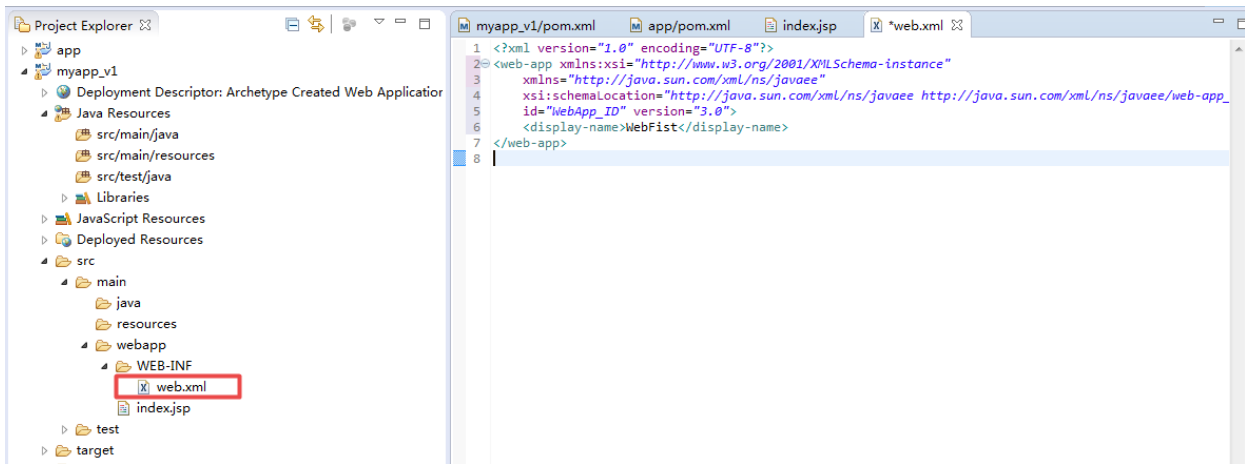 Project Explorer
app
myapp_v1
Deployment Descriptor: Archetype Created Web Application
Java Resources
src/main/java
src/main/resources
src/test/java
Libraries
JavaScript Resources
Deployed Resources
src
main
java
resources
webapp
WEB-INF
web.xml
index.jsp
test
target
myapp_v1/pom.xml app/pom.xml index.jsp *web.xml
1 <?xml version="1.0" encoding="UTF-8"?>
2 <web-app xmlns:xsi="http://www.w3.org/2001/XMLSchema-instance"
3 xmlns="http://java.sun.com/xml/ns/javaee"
4 xsi:schemaLocation="http://java.sun.com/xml/ns/javaee http://java.sun.com/xml/ns/javaee/web-app_
5 id="WebApp_ID" version="3.0">
6 <display-name>WebFist</display-name>
7 </web-app>
8